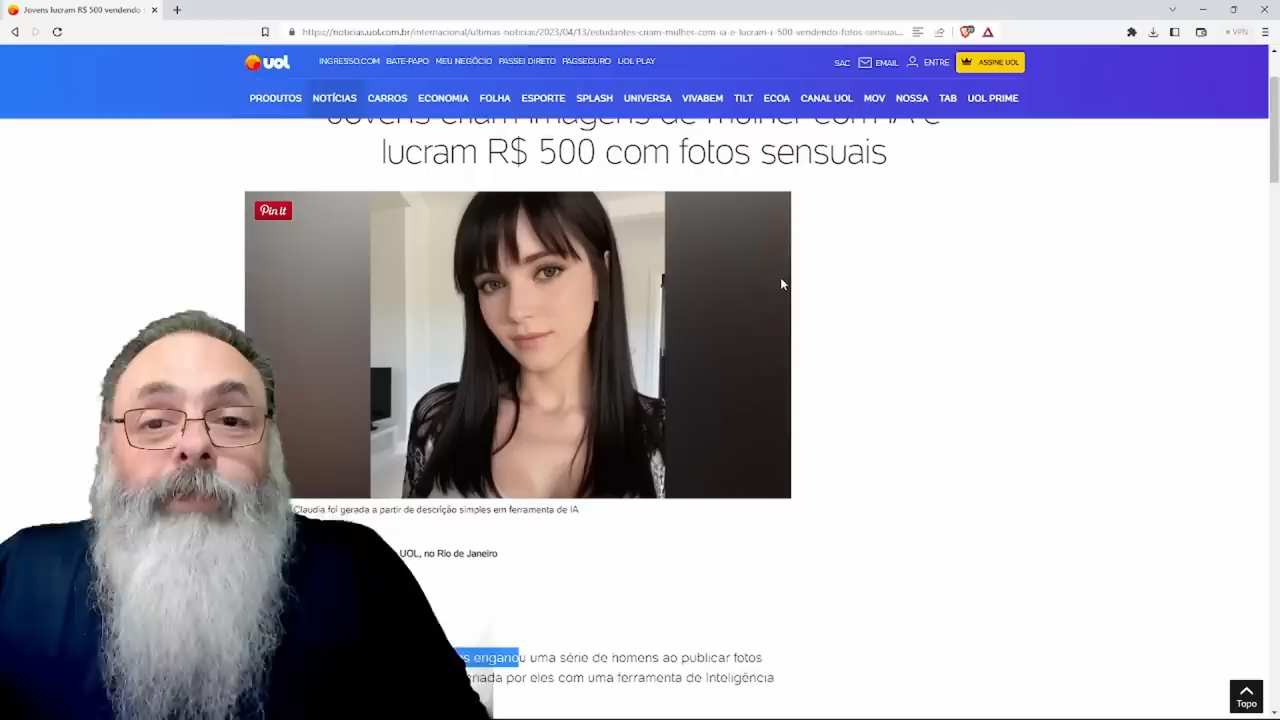 Jovens lucram R$ 500 vendendo
https://noticias.uol.com.br/internacional/ultimas-noticias/2023/04/13/estudantes-criam-mulher-com-ia-e-lucram-r-500-vendendo-fotos-sensuai...
VPN
UOL
INGRESSO.COM BATE-PAPO MEU NEGÓCIO PASSEI DIRETO PAGSEGURO UOL PLAY
SAC EMAIL ENTRE ASSINE UOL
PRODUTOS NOTÍCIAS CARROS ECONOMIA FOLHA ESPORTE SPLASH UNIVERSA VIVABEM TILT ECOA CANAL UOL MOV NOSSA TAB UOL PRIME
Jovens criam imagens de mulher com IA e
lucram R$ 500 com fotos sensuais
Pin it
Claudia foi gerada a partir de descrição simples em ferramenta de IA
UOL, no Rio de Janeiro
s enganou uma série de homens ao publicar fotos
por eles com uma ferramenta de Inteligência
Topo